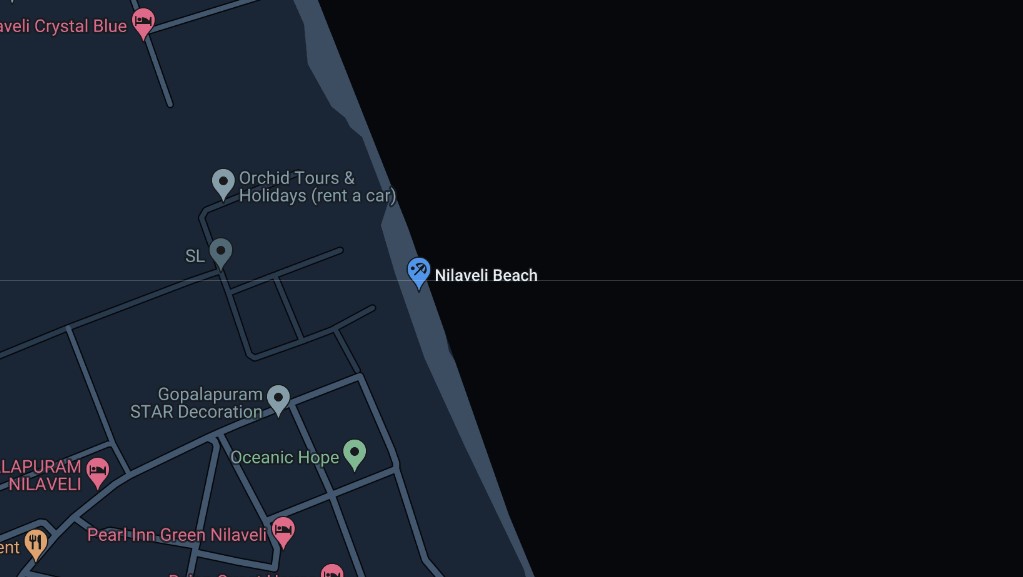 aveli Crystal Blue
Orchid Tours &
Holidays (rent a car)
SL
Nilaveli Beach
Gopalapuram
STAR Decoration
Oceanic Hope
LAPURAM
NILAVELI
Pearl Inn Green Nilaveli
ent